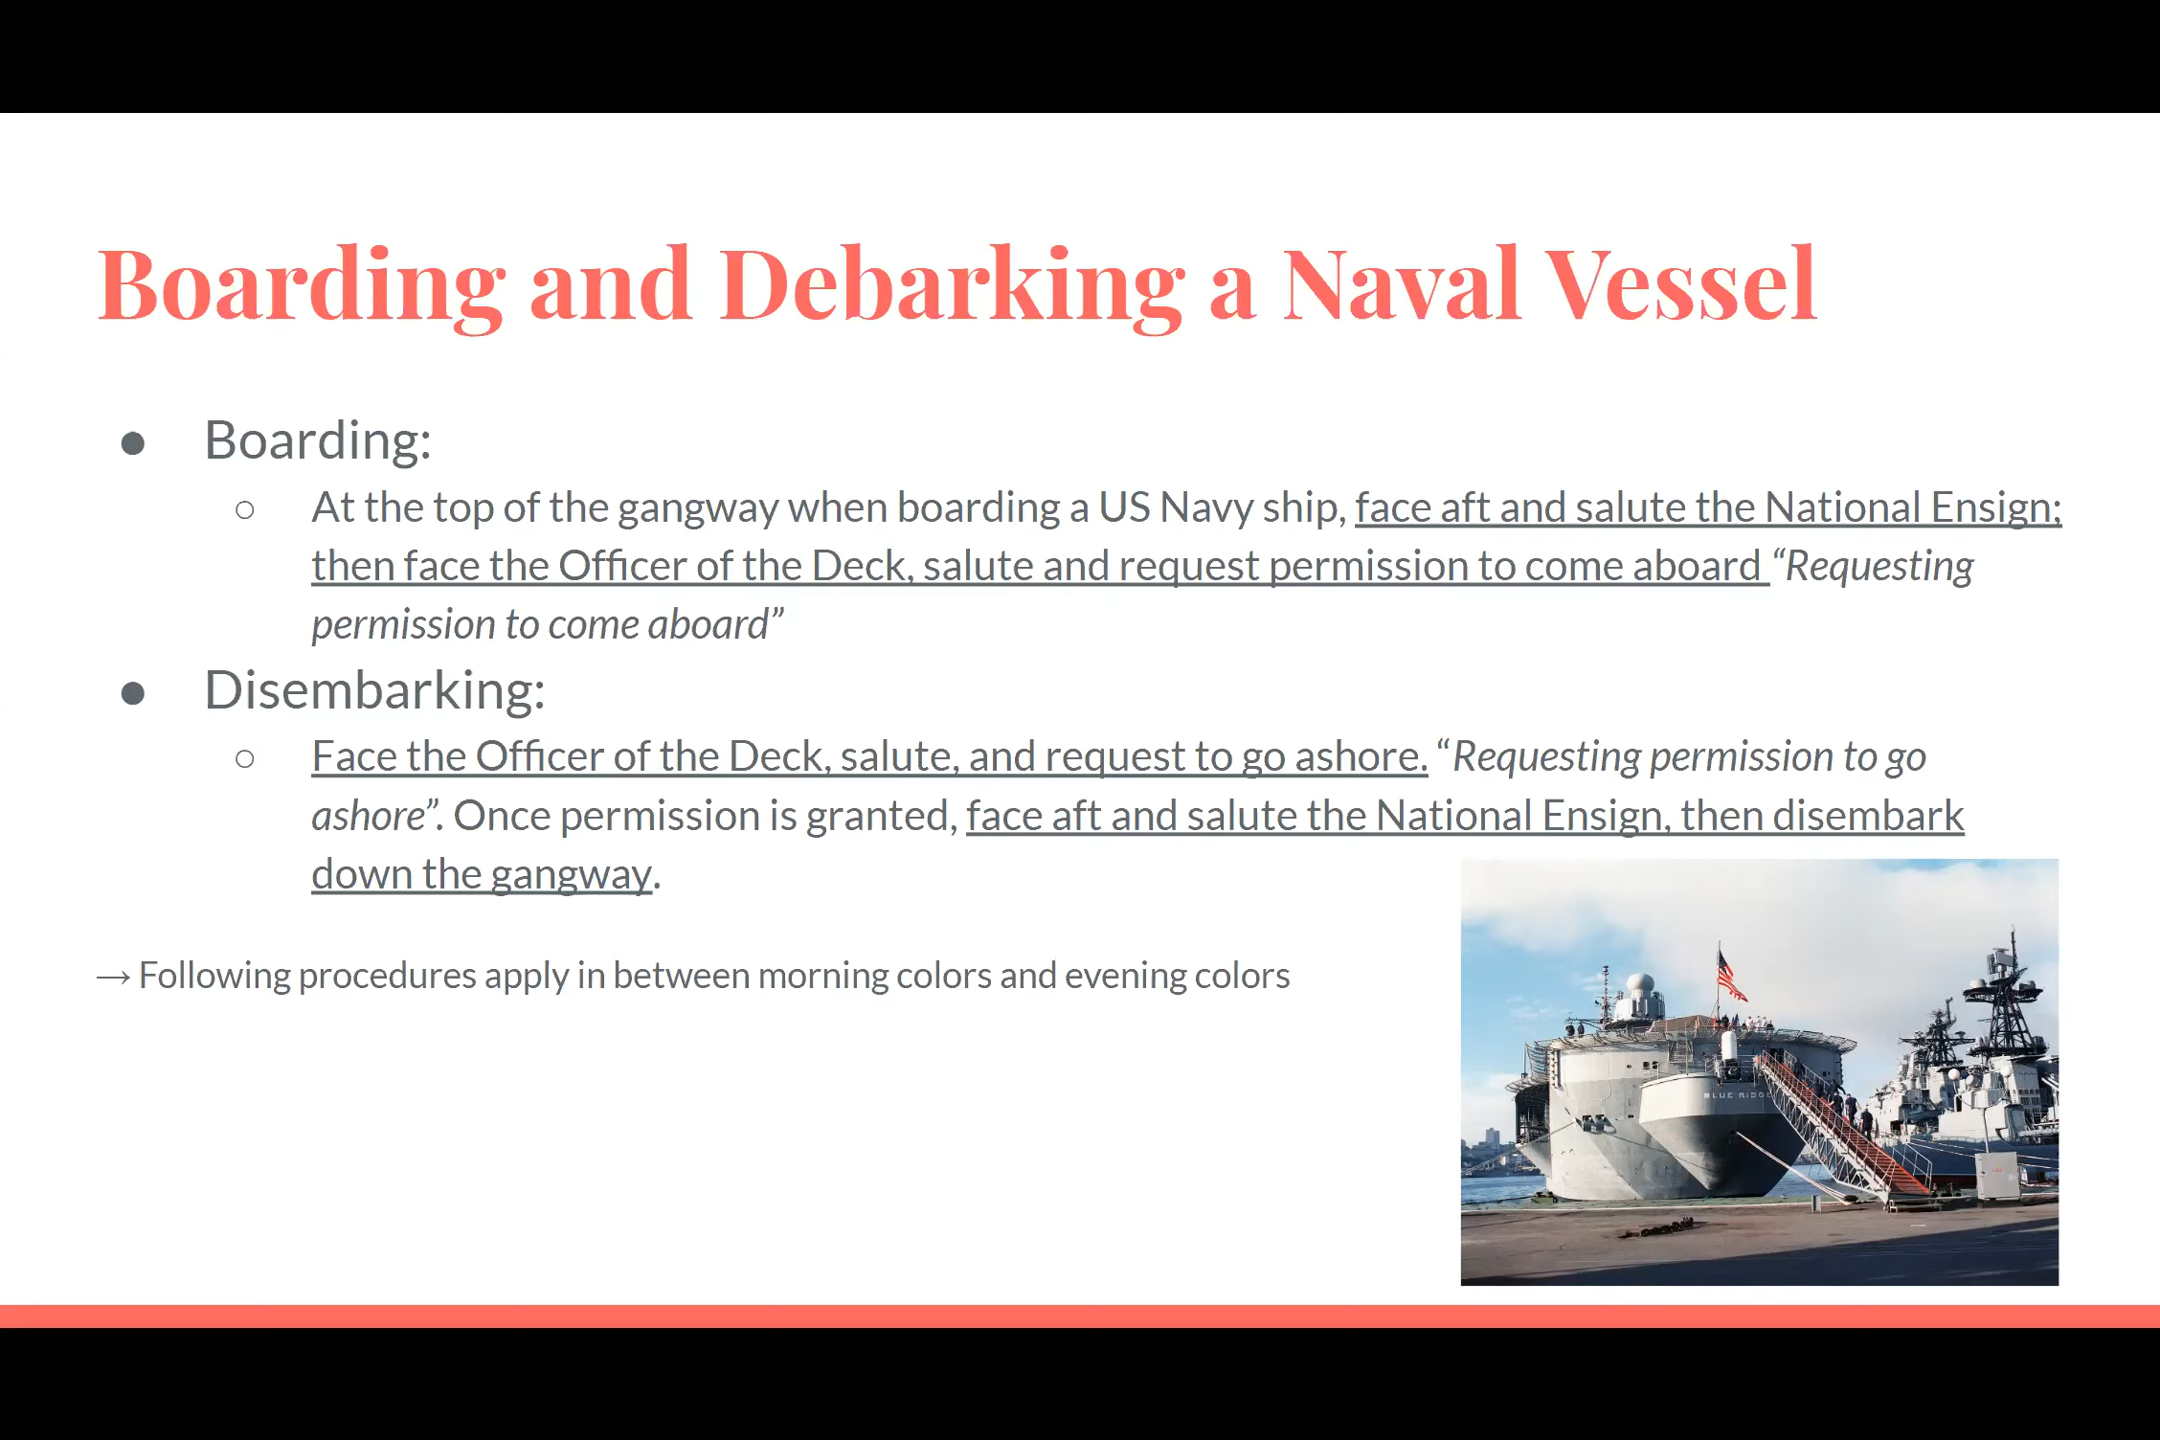 Boarding and Debarking a Naval Vessel
● Boarding:
○ At the top of the gangway when boarding a US Navy ship, face aft and salute the National Ensign;
then face the Officer of the Deck, salute and request permission to come aboard “Requesting
permission to come aboard”
● Disembarking:
○ Face the Officer of the Deck, salute, and request to go ashore. “Requesting permission to go
ashore”. Once permission is granted, face aft and salute the National Ensign, then disembark
down the gangway.
→ Following procedures apply in between morning colors and evening colors
BLUE RIDGE